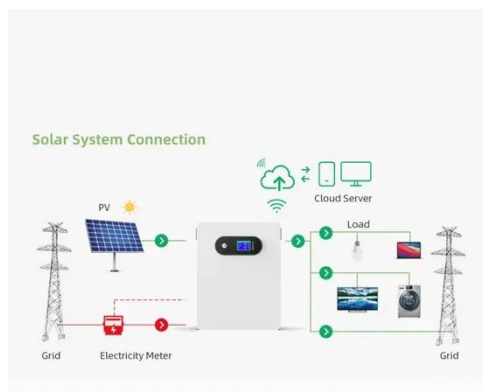 Solar System Connection
Cloud Server
PV
Load
Grid
Electricity Meter
Grid